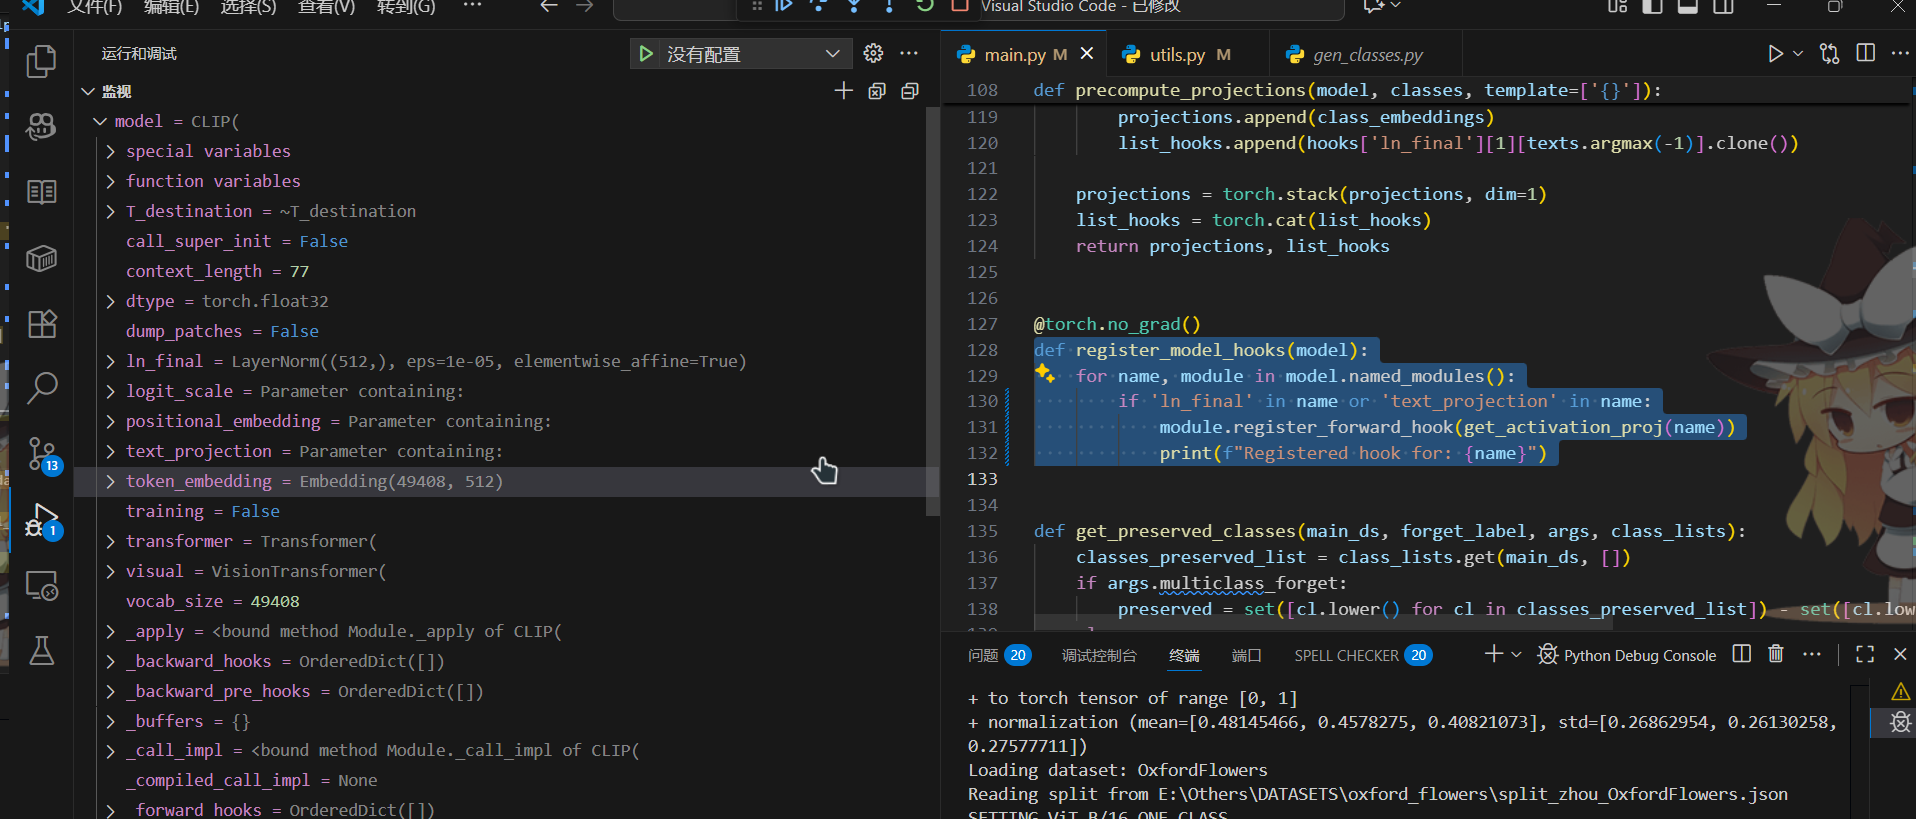 文件(F) 编辑(E) 选择(S) 查看(V) 转到(G) ··· Visual Studio Code - 已修改
运行和调试 没有配置
监视
model = CLIP(
special variables
function variables
T_destination = ~T_destination
call_super_init = False
context_length = 77
dtype = torch.float32
dump_patches = False
ln_final = LayerNorm((512,), eps=1e-05, elementwise_affine=True)
logit_scale = Parameter containing:
positional_embedding = Parameter containing:
text_projection = Parameter containing:
token_embedding = Embedding(49408, 512)
training = False
transformer = Transformer(
visual = VisionTransformer(
vocab_size = 49408
_apply = <bound method Module._apply of CLIP(
_backward_hooks = OrderedDict([])
_backward_pre_hooks = OrderedDict([])
_buffers = {}
_call_impl = <bound method Module._call_impl of CLIP(
_compiled_call_impl = None
_forward_hooks = OrderedDict([])
13
1
main.py M utils.py M gen_classes.py
108 def precompute_projections(model, classes, template=['{}']):
119 projections.append(class_embeddings)
120 list_hooks.append(hooks['ln_final'][1][texts.argmax(-1)].clone())
121
122 projections = torch.stack(projections, dim=1)
123 list_hooks = torch.cat(list_hooks)
124 return projections, list_hooks
125
126
127 @torch.no_grad()
128 def register_model_hooks(model):
129 for name, module in model.named_modules():
130 if 'ln_final' in name or 'text_projection' in name:
131 module.register_forward_hook(get_activation_proj(name))
132 print(f"Registered hook for: {name}")
133
134
135 def get_preserved_classes(main_ds, forget_label, args, class_lists):
136 classes_preserved_list = class_lists.get(main_ds, [])
137 if args.multiclass_forget:
138 preserved = set([cl.lower() for cl in classes_preserved_list]) - set([cl.low
问题 20 调试控制台 终端 端口 SPELL CHECKER 20 Python Debug Console
+ to torch tensor of range [0, 1]
+ normalization (mean=[0.48145466, 0.4578275, 0.40821073], std=[0.26862954, 0.26130258,
0.27577711])
Loading dataset: OxfordFlowers
Reading split from E:\Others\DATASETS\oxford_flowers\split_zhou_OxfordFlowers.json
SETTING ViT-B/16 ONE CLASS